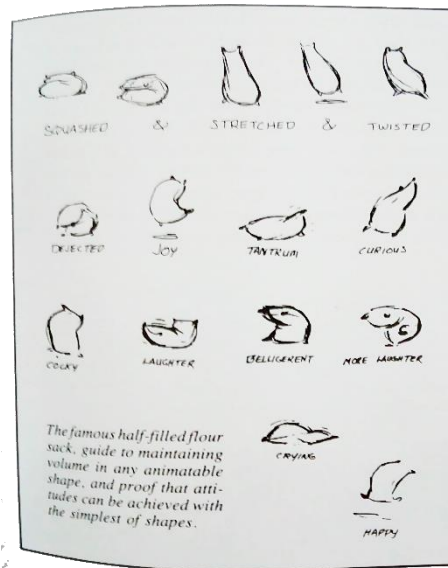 SQUASHED & STRETCHED & TWISTED
DEJECTED JOY TANTRUM CURIOUS
COCKY LAUGHTER BELLIGERENT MORE LAUGHTER
CRYING
HAPPY
The famous half-filled flour
sack, guide to maintaining
volume in any animatable
shape, and proof that atti-
tudes can be achieved with
the simplest of shapes.